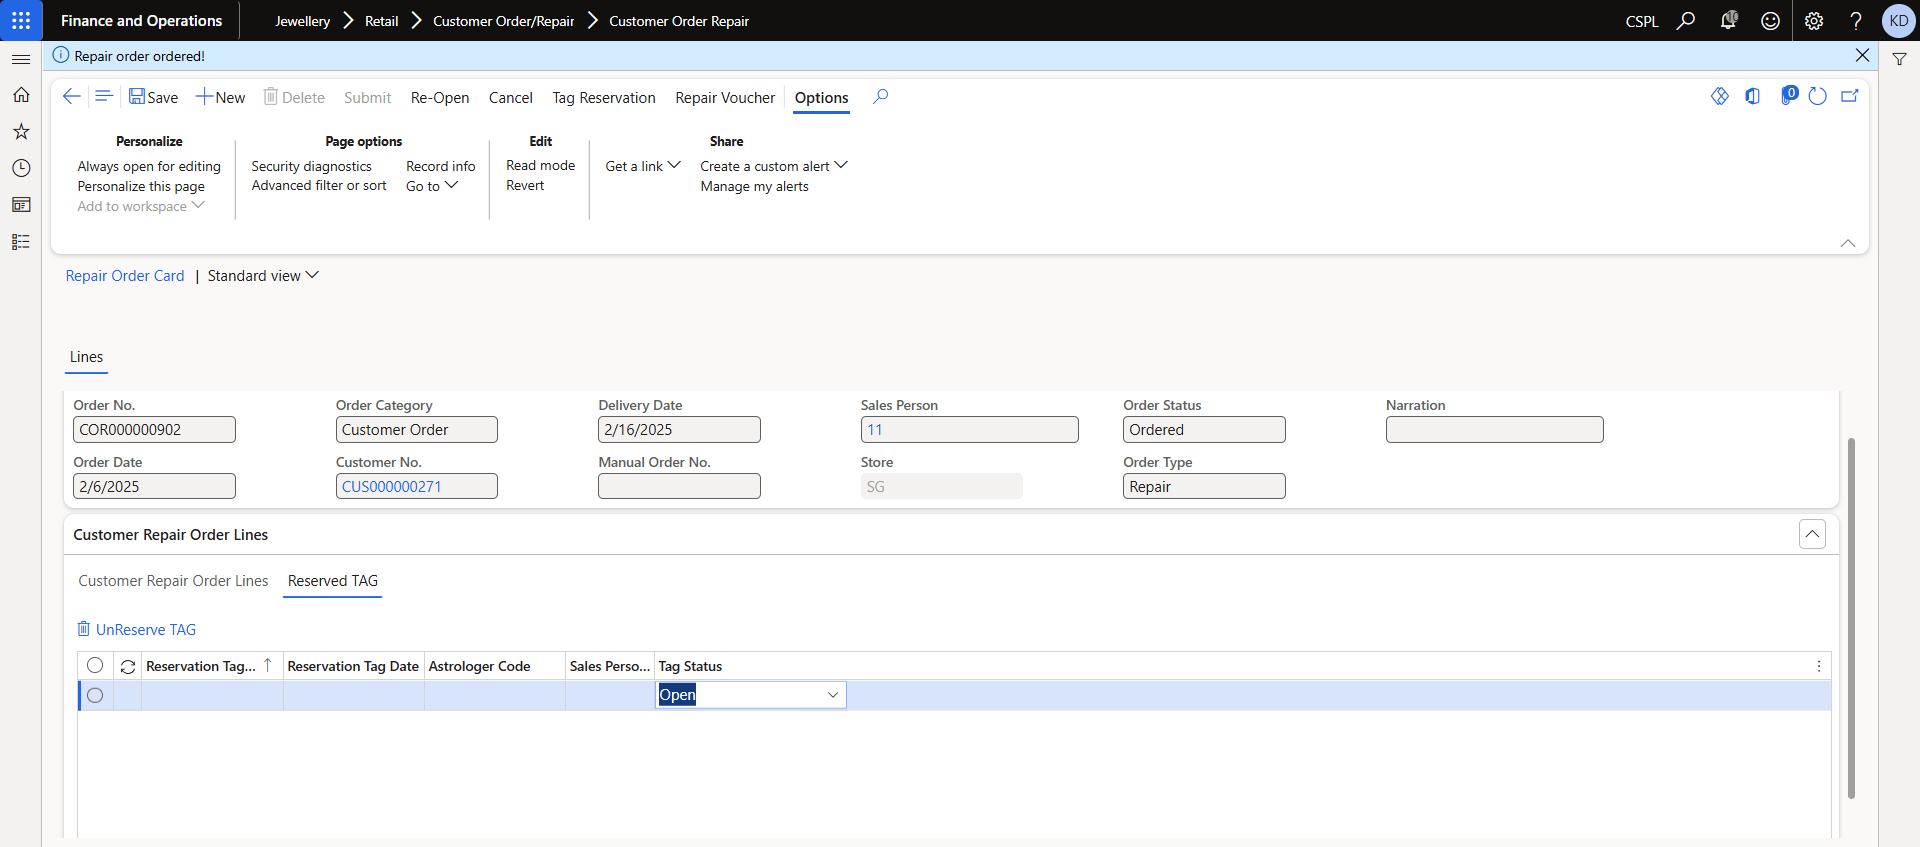 Finance and Operations
Jewellery > Retail > Customer Order/Repair > Customer Order Repair
CSPL
KD
Repair order ordered!
Save New Delete Submit Re-Open Cancel Tag Reservation Repair Voucher Options
0
Personalize
Always open for editing
Personalize this page
Add to workspace
Page options
Security diagnostics
Advanced filter or sort
Record info
Go to
Edit
Read mode
Revert
Share
Get a link
Create a custom alert
Manage my alerts
Repair Order Card | Standard view
Lines
Order No. Order Category Delivery Date Sales Person Order Status Narration
COR000000902 Customer Order 2/16/2025 11 Ordered
Order Date Customer No. Manual Order No. Store Order Type
2/6/2025 CUS000000271 SG Repair
Customer Repair Order Lines
Customer Repair Order Lines Reserved TAG
UnReserve TAG
Reservation Tag... Reservation Tag Date Astrologer Code Sales Perso... Tag Status
Open